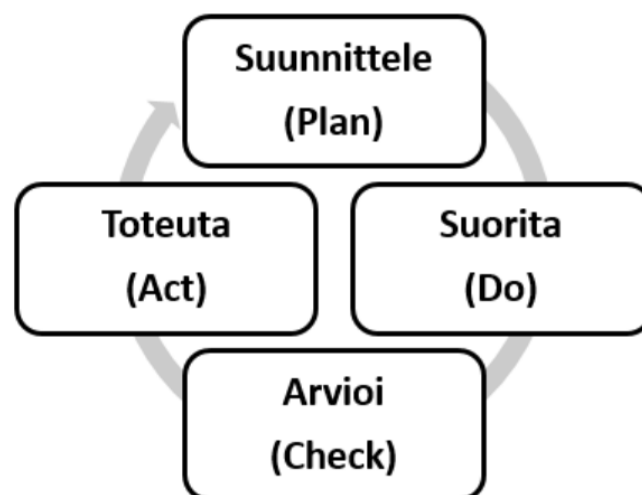 Suunnittele
(Plan)
Toteuta
(Act)
Suorita
(Do)
Arvioi
(Check)